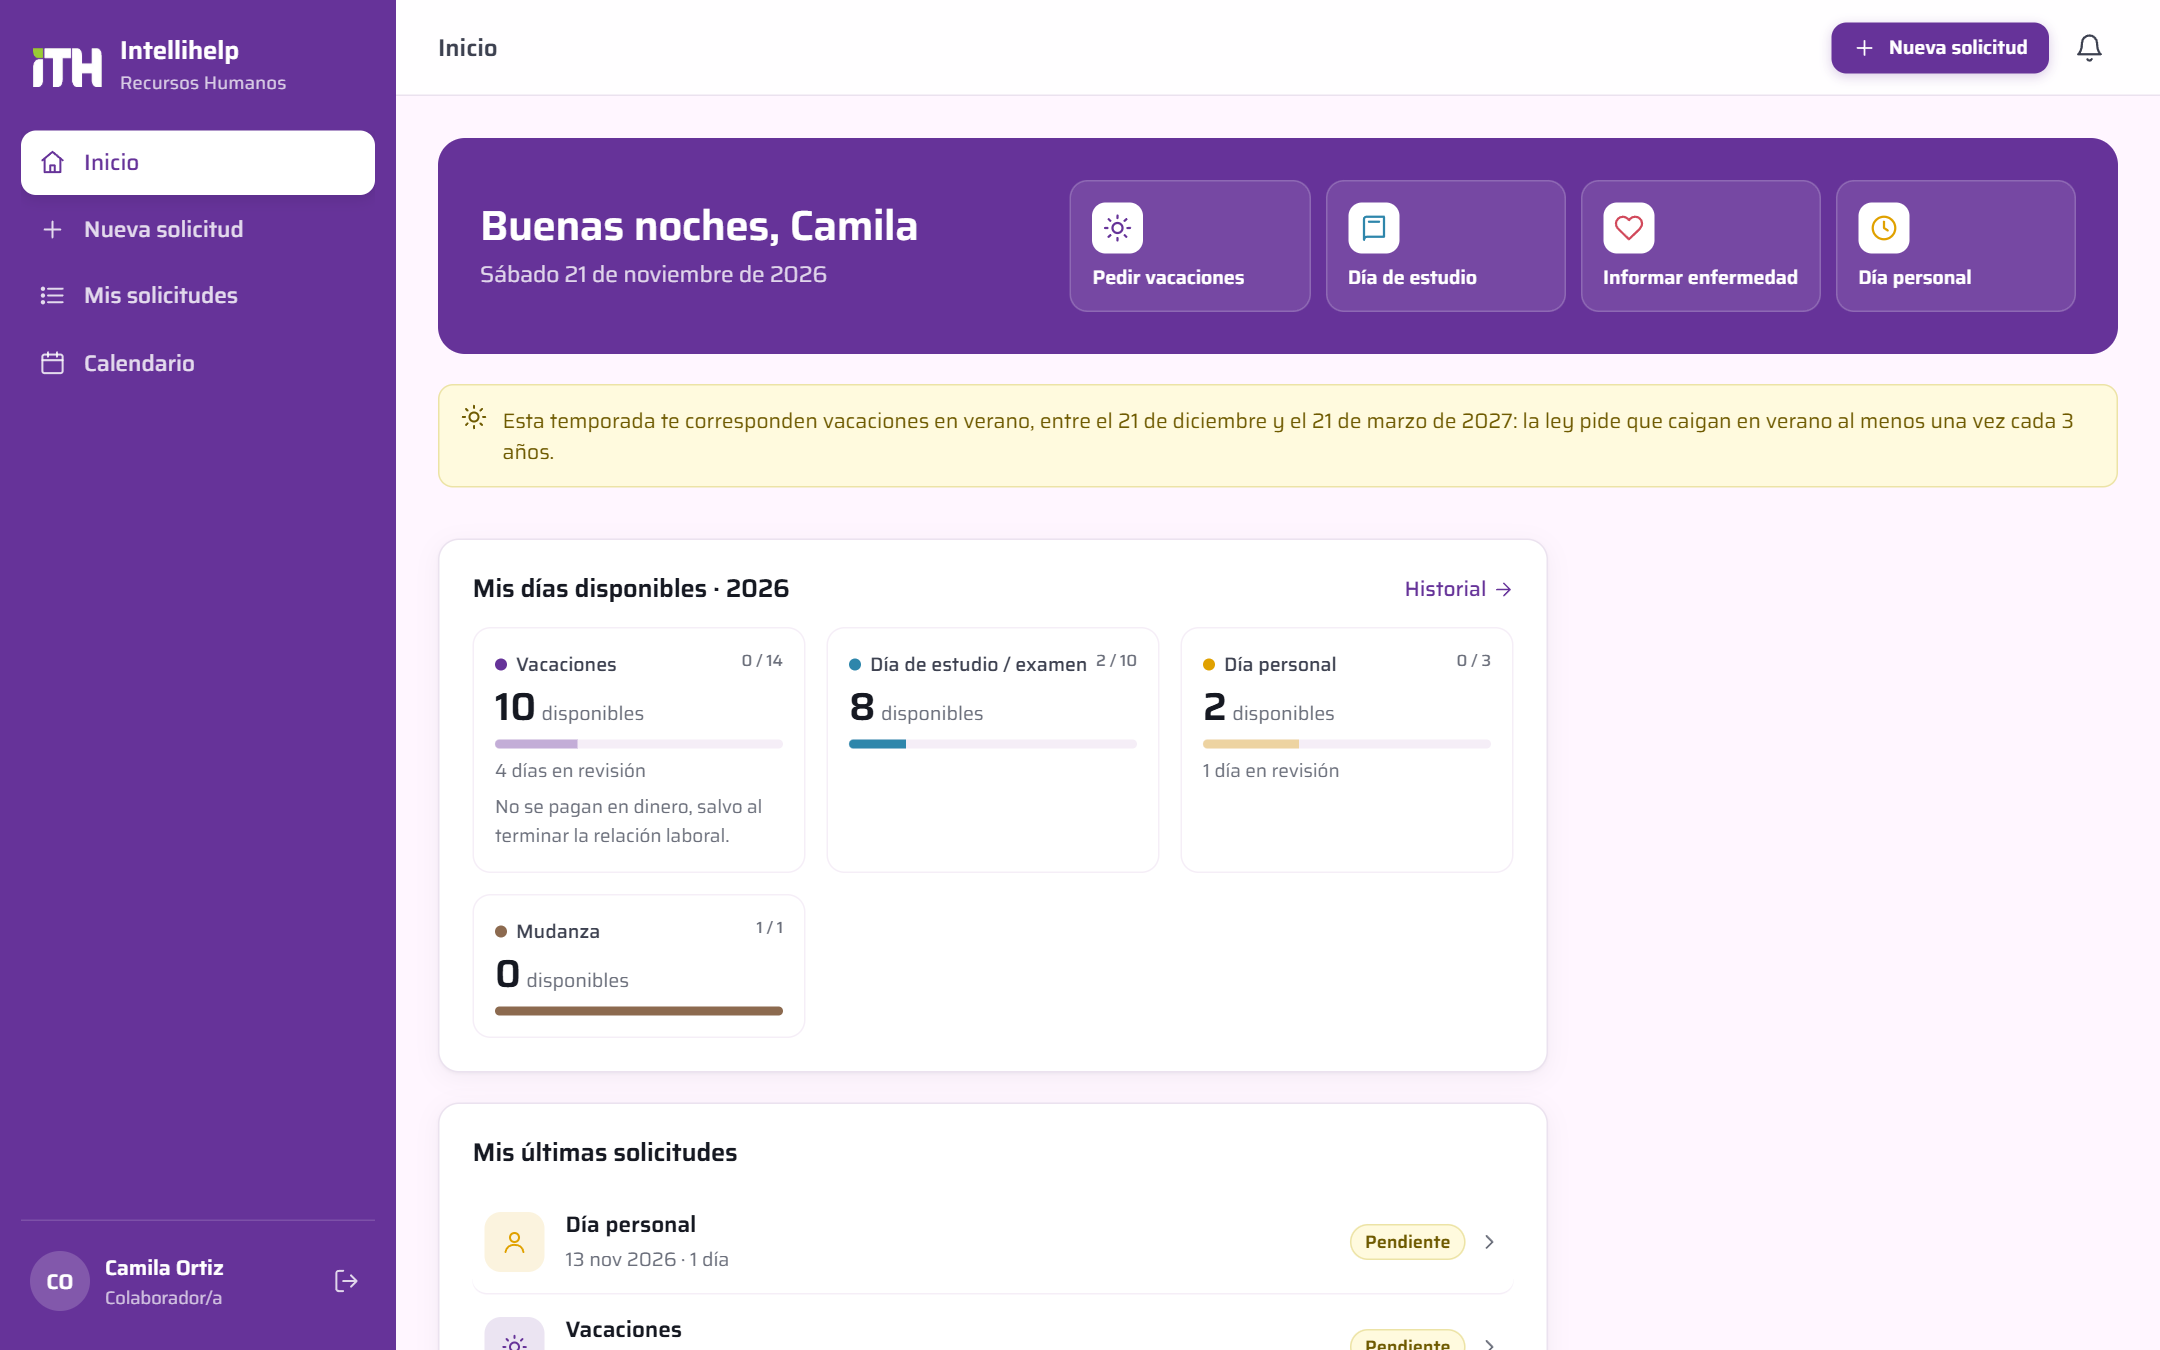 iTH
Intellihelp
Recursos Humanos
Inicio
Nueva solicitud
Mis solicitudes
Calendario
Camila Ortiz
CO
Colaborador/a
Inicio
Nueva solicitud
Buenas noches, Camila
Sábado 21 de noviembre de 2026
Pedir vacaciones
Día de estudio
Informar enfermedad
Día personal
Esta temporada te corresponden vacaciones en verano, entre el 21 de diciembre y el 21 de marzo de 2027: la ley pide que caigan en verano al menos una vez cada 3
años.
Mis días disponibles · 2026
Historial →
Vacaciones 0 / 14
10 disponibles
4 días en revisión
No se pagan en dinero, salvo al
terminar la relación laboral.
Día de estudio / examen 2 / 10
8 disponibles
Día personal 0 / 3
2 disponibles
1 día en revisión
Mudanza 1 / 1
0 disponibles
Mis últimas solicitudes
Día personal
13 nov 2026 · 1 día
Pendiente
Vacaciones
Pendiente